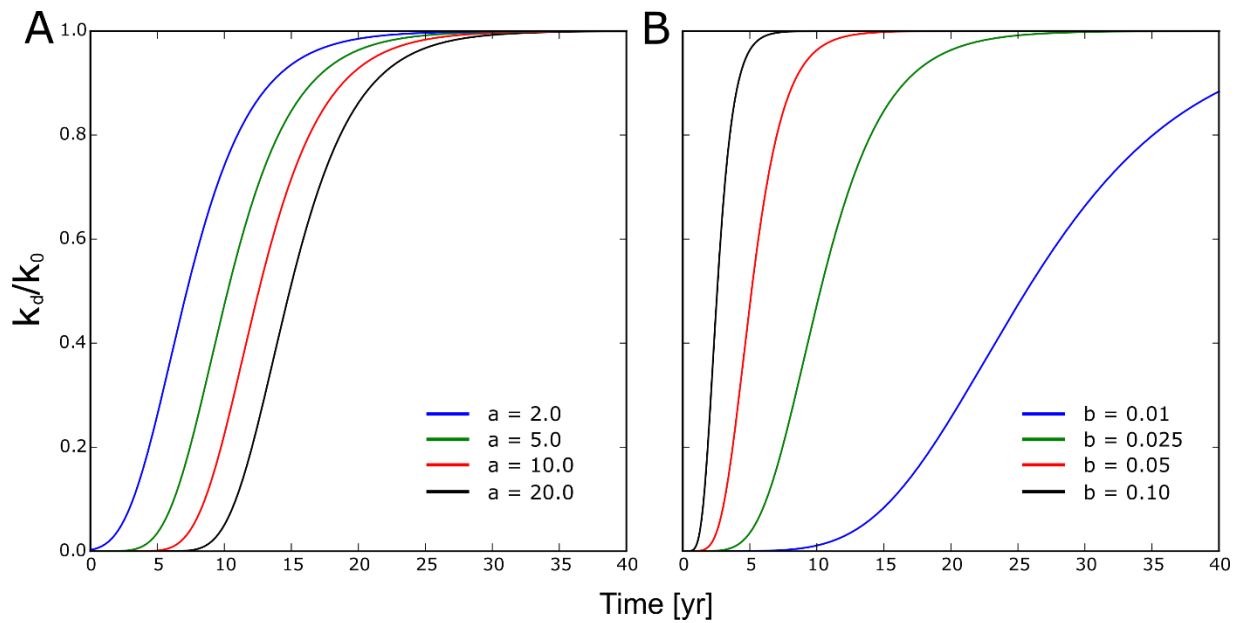 A
B
1.0
0.8
0.6
0.4
0.2
0.0
k_d/k_0
a = 2.0
a = 5.0
a = 10.0
a = 20.0
0 5 10 15 20 25 30 35 40
b = 0.01
b = 0.025
b = 0.05
b = 0.10
0 5 10 15 20 25 30 35 40
Time [yr]